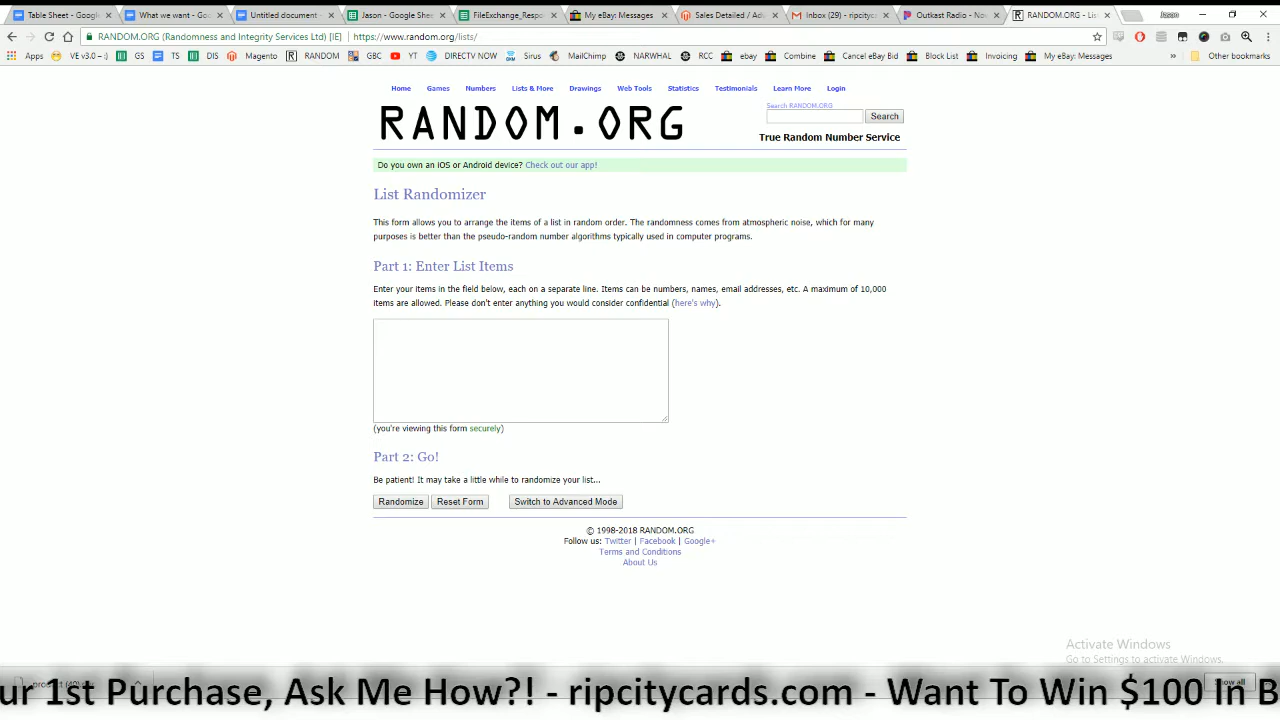 Table Sheet - Googl
What we want - Goo
Untitled document -
Jason - Google Shee
FileExchange_Respo
My eBay: Messages
Sales Detailed / Adv
Inbox (29) - ripcityc
Outkast Radio - Nov
RANDOM.ORG - List
Jason
RANDOM.ORG (Randomness and Integrity Services Ltd) [IE] https://www.random.org/lists/
Apps VE v3.0 – :) GS TS DIS Magento RANDOM GBC YT DIRECTV NOW Sirus MailChimp NARWHAL RCC ebay Combine Cancel eBay Bid Block List Invoicing My eBay: Messages » Other bookmarks
Home Games Numbers Lists & More Drawings Web Tools Statistics Testimonials Learn More Login
Search RANDOM.ORG
RANDOM.ORG
Search
True Random Number Service
Do you own an iOS or Android device? Check out our app!
List Randomizer
This form allows you to arrange the items of a list in random order. The randomness comes from atmospheric noise, which for many
purposes is better than the pseudo-random number algorithms typically used in computer programs.
Part 1: Enter List Items
Enter your items in the field below, each on a separate line. Items can be numbers, names, email addresses, etc. A maximum of 10,000
items are allowed. Please don't enter anything you would consider confidential (here's why).
(you're viewing this form securely)
Part 2: Go!
Be patient! It may take a little while to randomize your list...
Randomize Reset Form Switch to Advanced Mode
© 1998-2018 RANDOM.ORG
Follow us: Twitter | Facebook | Google+
Terms and Conditions
About Us
Activate Windows
Go to Settings to activate Windows.
Show all
ur 1st Purchase, Ask Me How?! - ripcitycards.com - Want To Win $100 In B